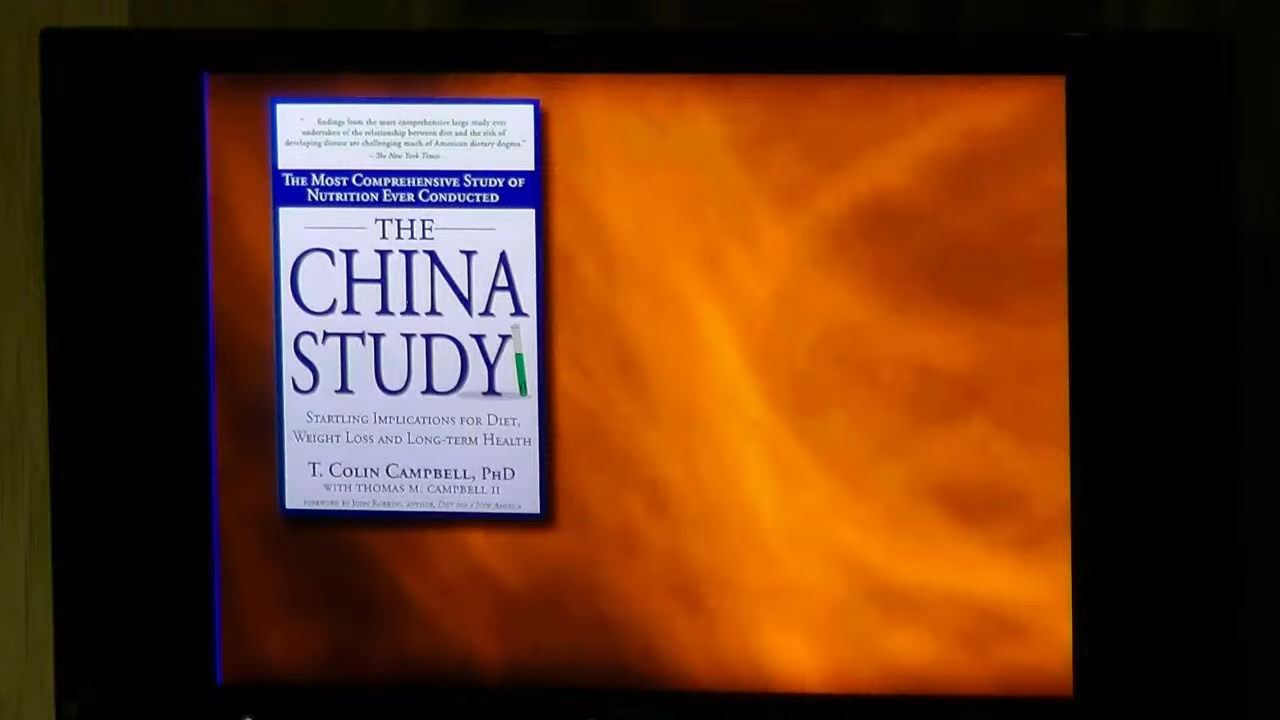 "... findings from the most comprehensive large study ever
undertaken of the relationship between diet and the risk of
developing disease are challenging much of American dietary dogma."
– The New York Times
THE MOST COMPREHENSIVE STUDY OF
NUTRITION EVER CONDUCTED
THE
CHINA
STUDY
STARTLING IMPLICATIONS FOR DIET,
WEIGHT LOSS AND LONG-TERM HEALTH
T. COLIN CAMPBELL, PHD
WITH THOMAS M. CAMPBELL II
FOREWORD BY JOHN ROBBINS, AUTHOR, DIET FOR A NEW AMERICA